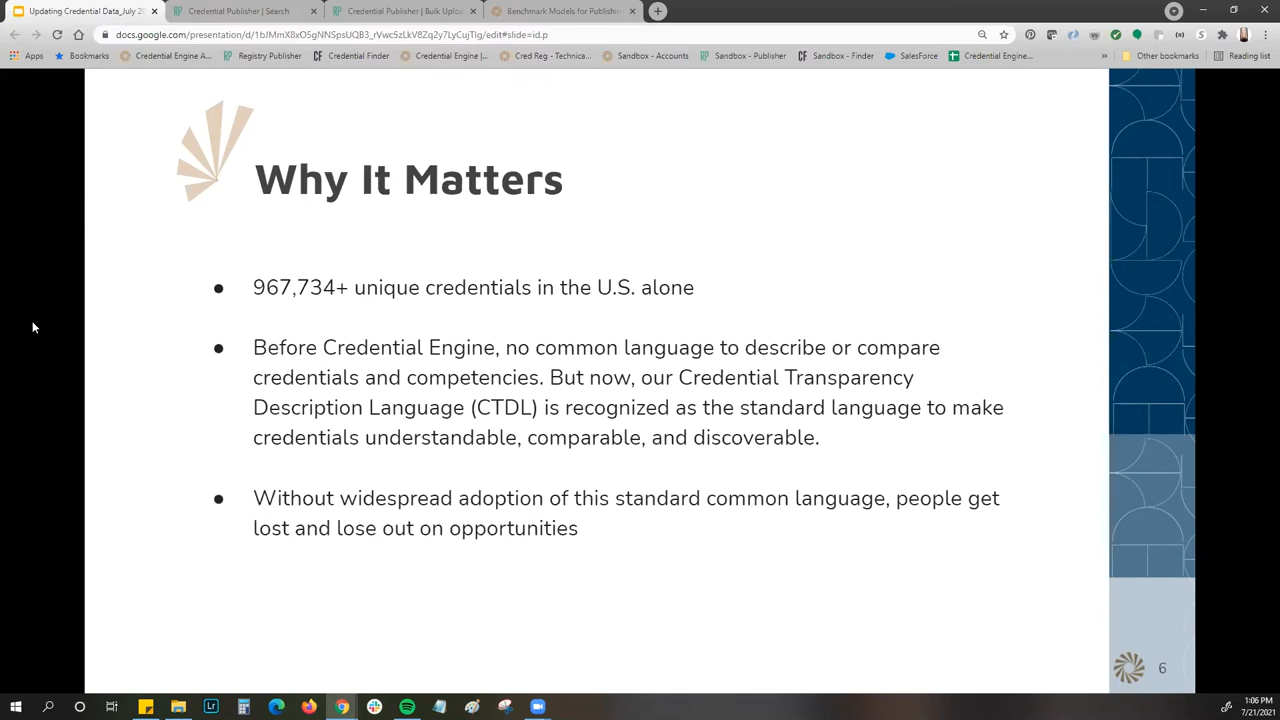 Updating Credential Data_July 20
Credential Publisher | Search
Credential Publisher | Bulk Uploa
Benchmark Models for Publishin
docs.google.com/presentation/d/1bJMmX8xO5gNNSpsUQB3_rVwc5zLkV8Zq2y7LyCujTIg/edit#slide=id.p
Apps
Bookmarks
Credential Engine A...
Registry Publisher
Credential Finder
Credential Engine |...
Cred Reg - Technica...
Sandbox - Accounts
Sandbox - Publisher
Sandbox - Finder
SalesForce
Credential Engine...
Other bookmarks
Reading list
Why It Matters
● 967,734+ unique credentials in the U.S. alone
● Before Credential Engine, no common language to describe or compare
credentials and competencies. But now, our Credential Transparency
Description Language (CTDL) is recognized as the standard language to make
credentials understandable, comparable, and discoverable.
● Without widespread adoption of this standard common language, people get
lost and lose out on opportunities
6
1:06 PM
7/21/2021